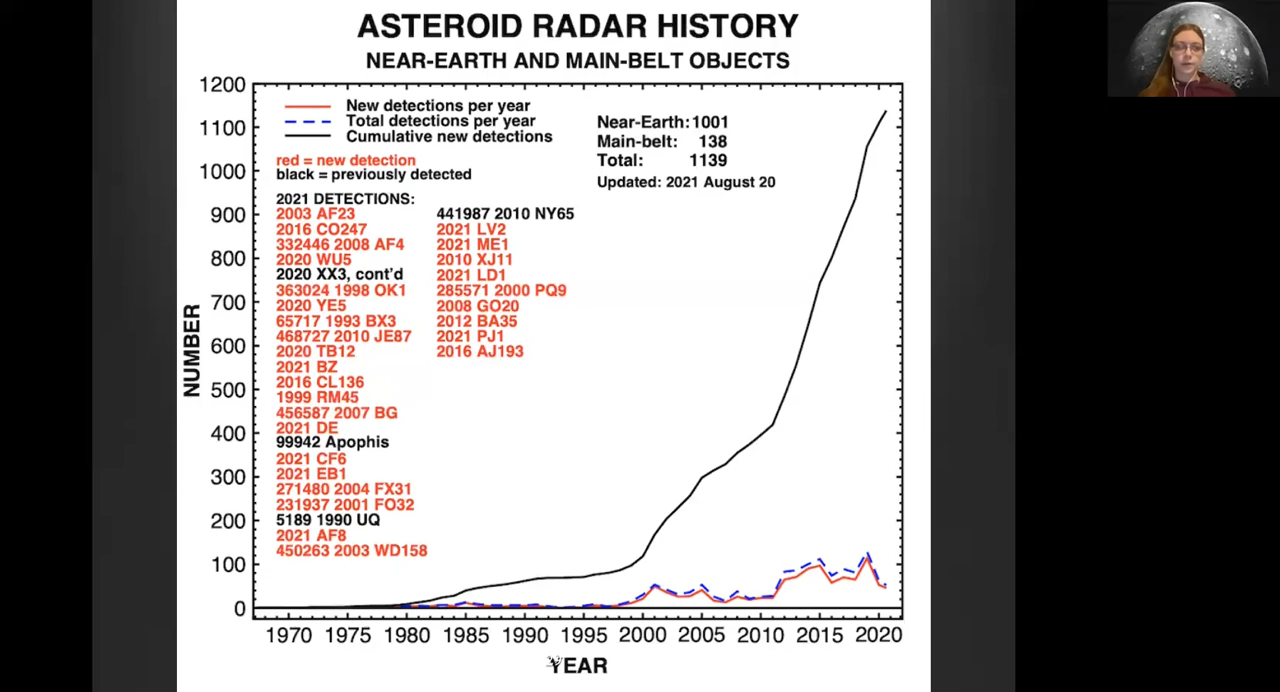 ASTEROID RADAR HISTORY
NEAR-EARTH AND MAIN-BELT OBJECTS
New detections per year
Total detections per year
Cumulative new detections
red = new detection
black = previously detected
Near-Earth: 1001
Main-belt: 138
Total: 1139
Updated: 2021 August 20
2021 DETECTIONS:
2003 AF23
2016 CO247
332446 2008 AF4
2020 WU5
2020 XX3, cont'd
363024 1998 OK1
2020 YE5
65717 1993 BX3
468727 2010 JE87
2020 TB12
2021 BZ
2016 CL136
1999 RM45
456587 2007 BG
2021 DE
99942 Apophis
2021 CF6
2021 EB1
271480 2004 FX31
231937 2001 FO32
5189 1990 UQ
2021 AF8
450263 2003 WD158
441987 2010 NY65
2021 LV2
2021 ME1
2010 XJ11
2021 LD1
285571 2000 PQ9
2008 GO20
2012 BA35
2021 PJ1
2016 AJ193
NUMBER
1200
1100
1000
900
800
700
600
500
400
300
200
100
0
1970 1975 1980 1985 1990 1995 2000 2005 2010 2015 2020
YEAR